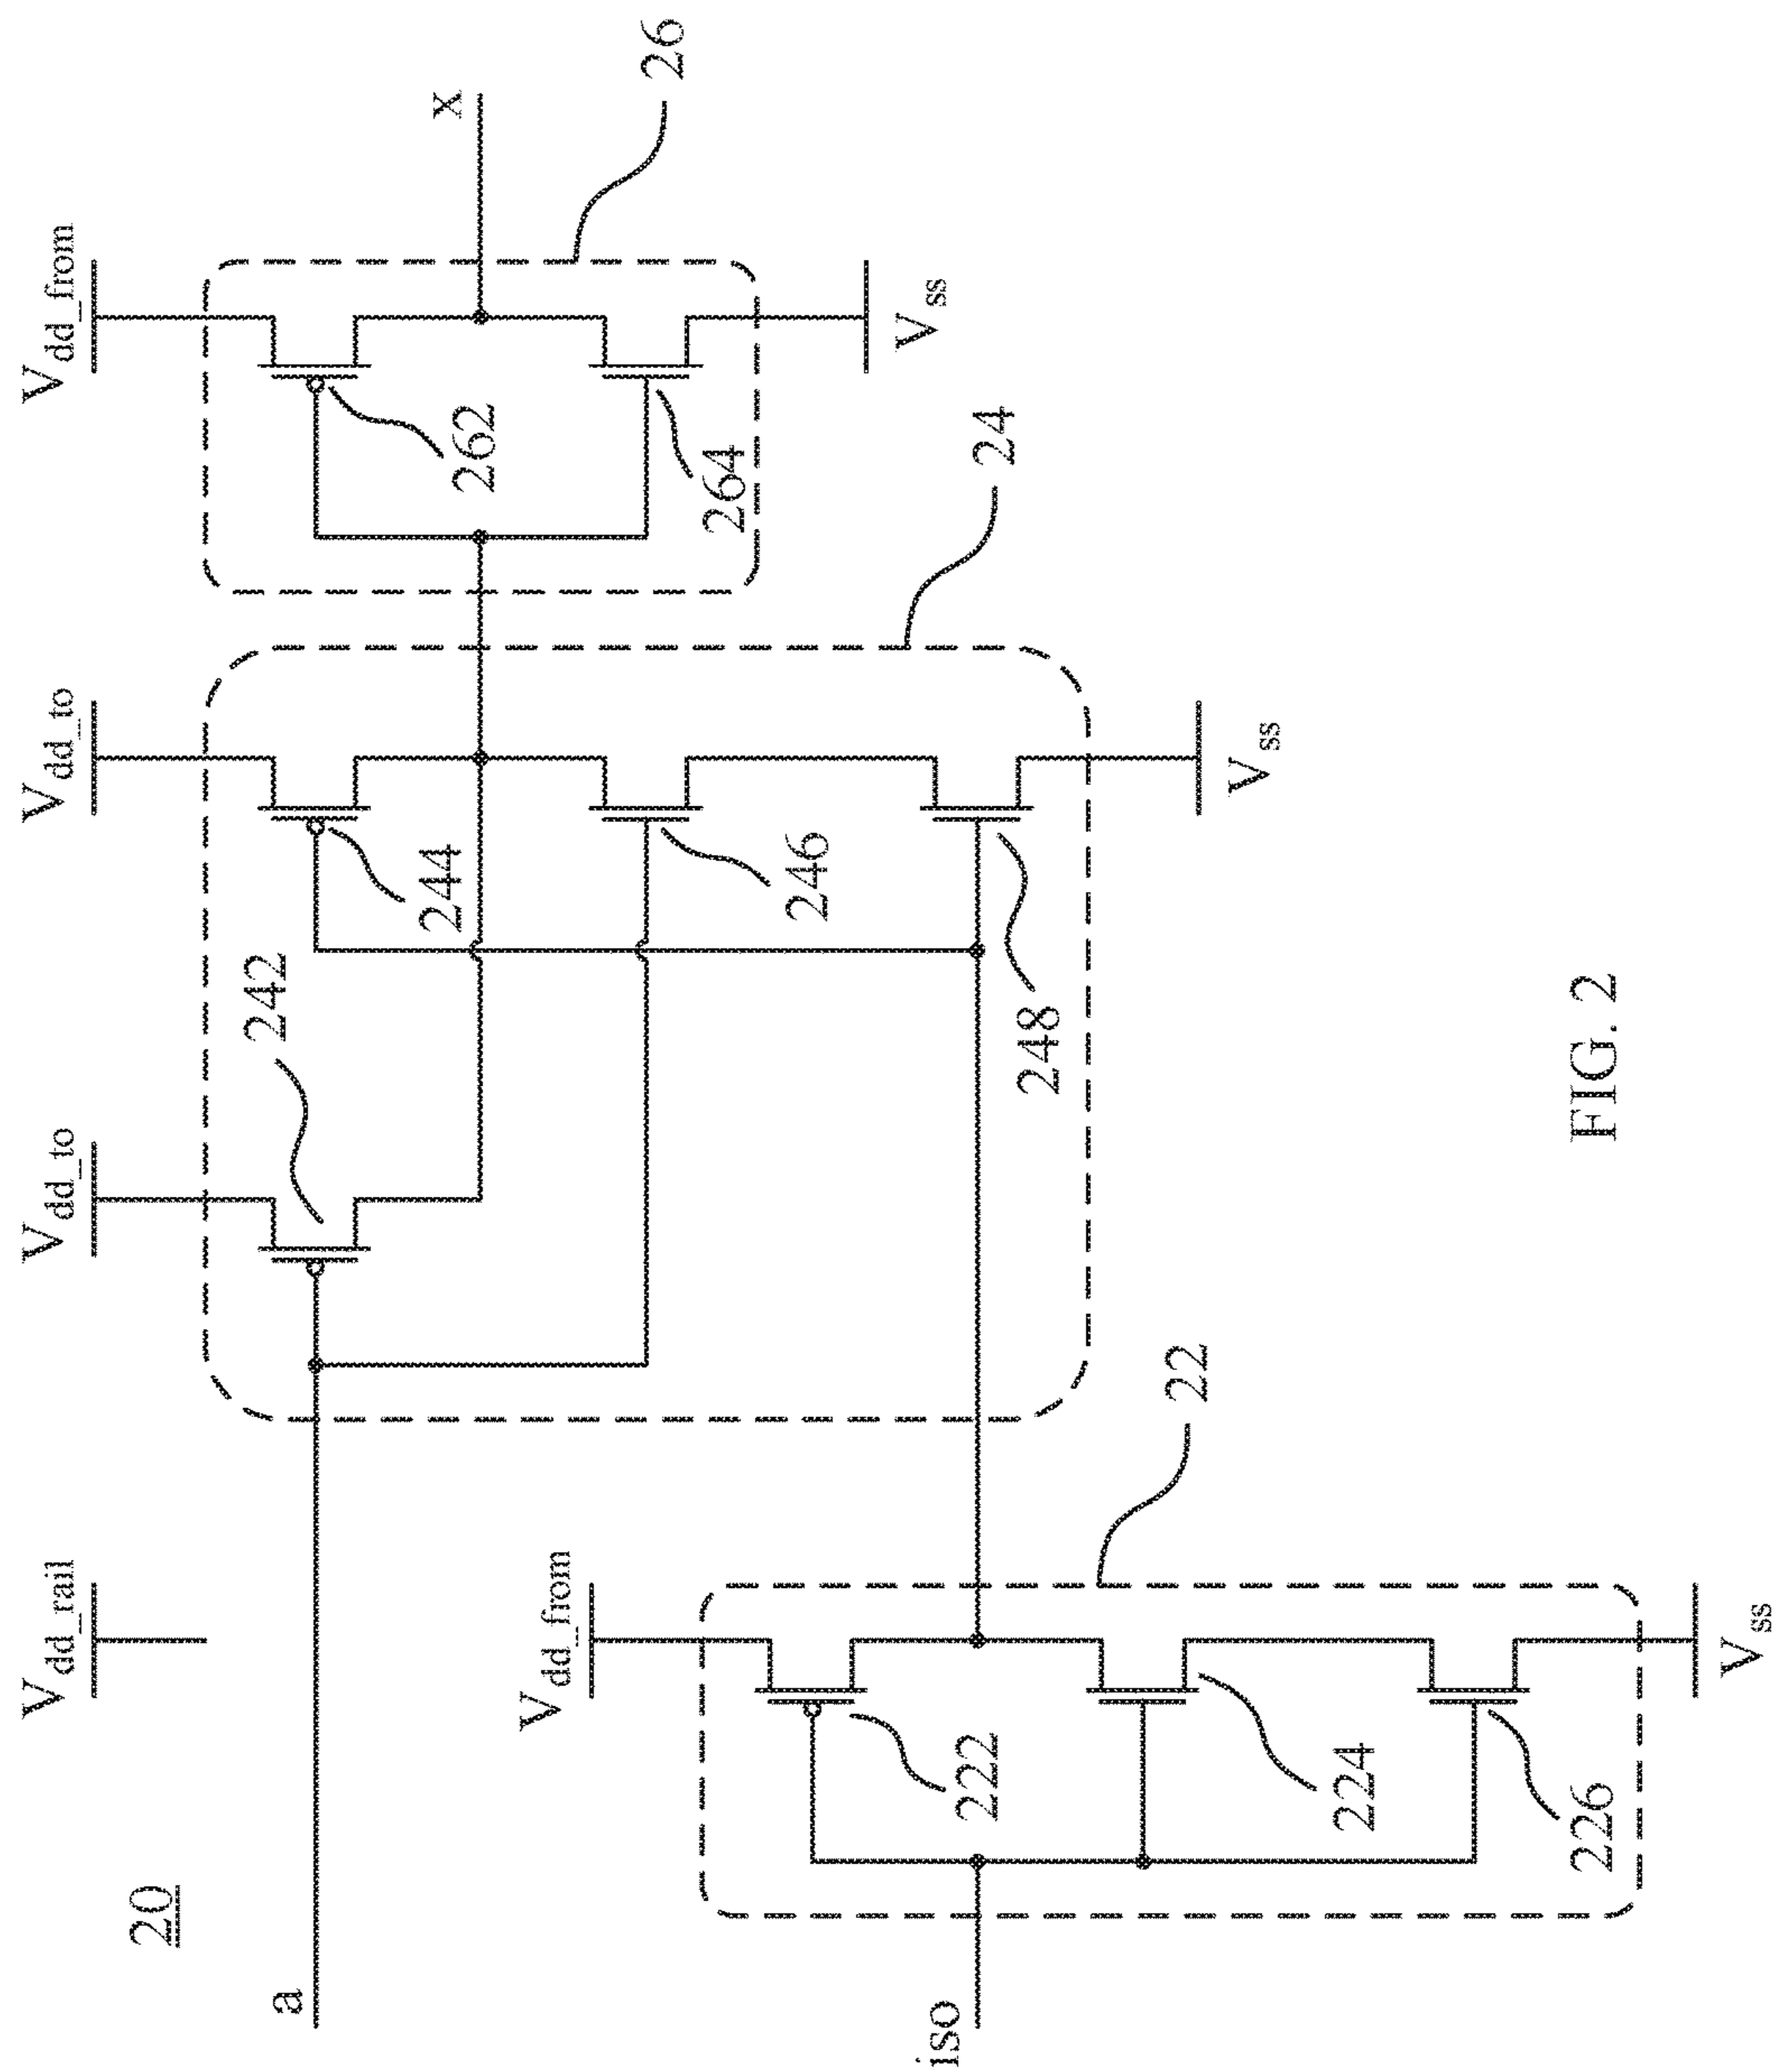 20
V_dd_rail
V_dd_to
V_dd_to
V_dd_from
a
242
244
262
x
26
V_dd_from
246
264
V_ss
iso
222
248
24
V_ss
224
22
226
V_ss
FIG. 2